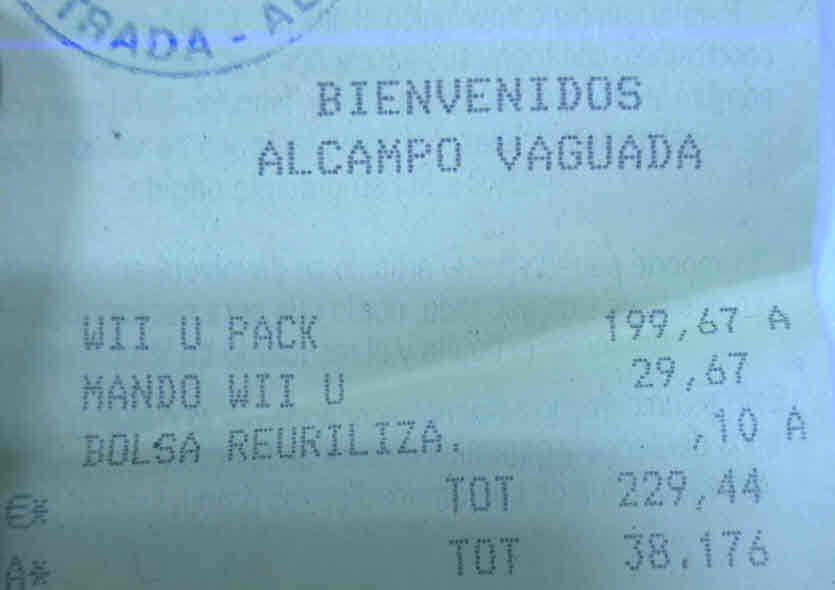 TRADA - AL
BIENVENIDOS
ALCAMPO VAGUADA
WII U PACK 199,67 A
MANDO WII U 29,67
BOLSA REURILIZA. ,10 A
€* TOT 229,44
A* TOT 38.176